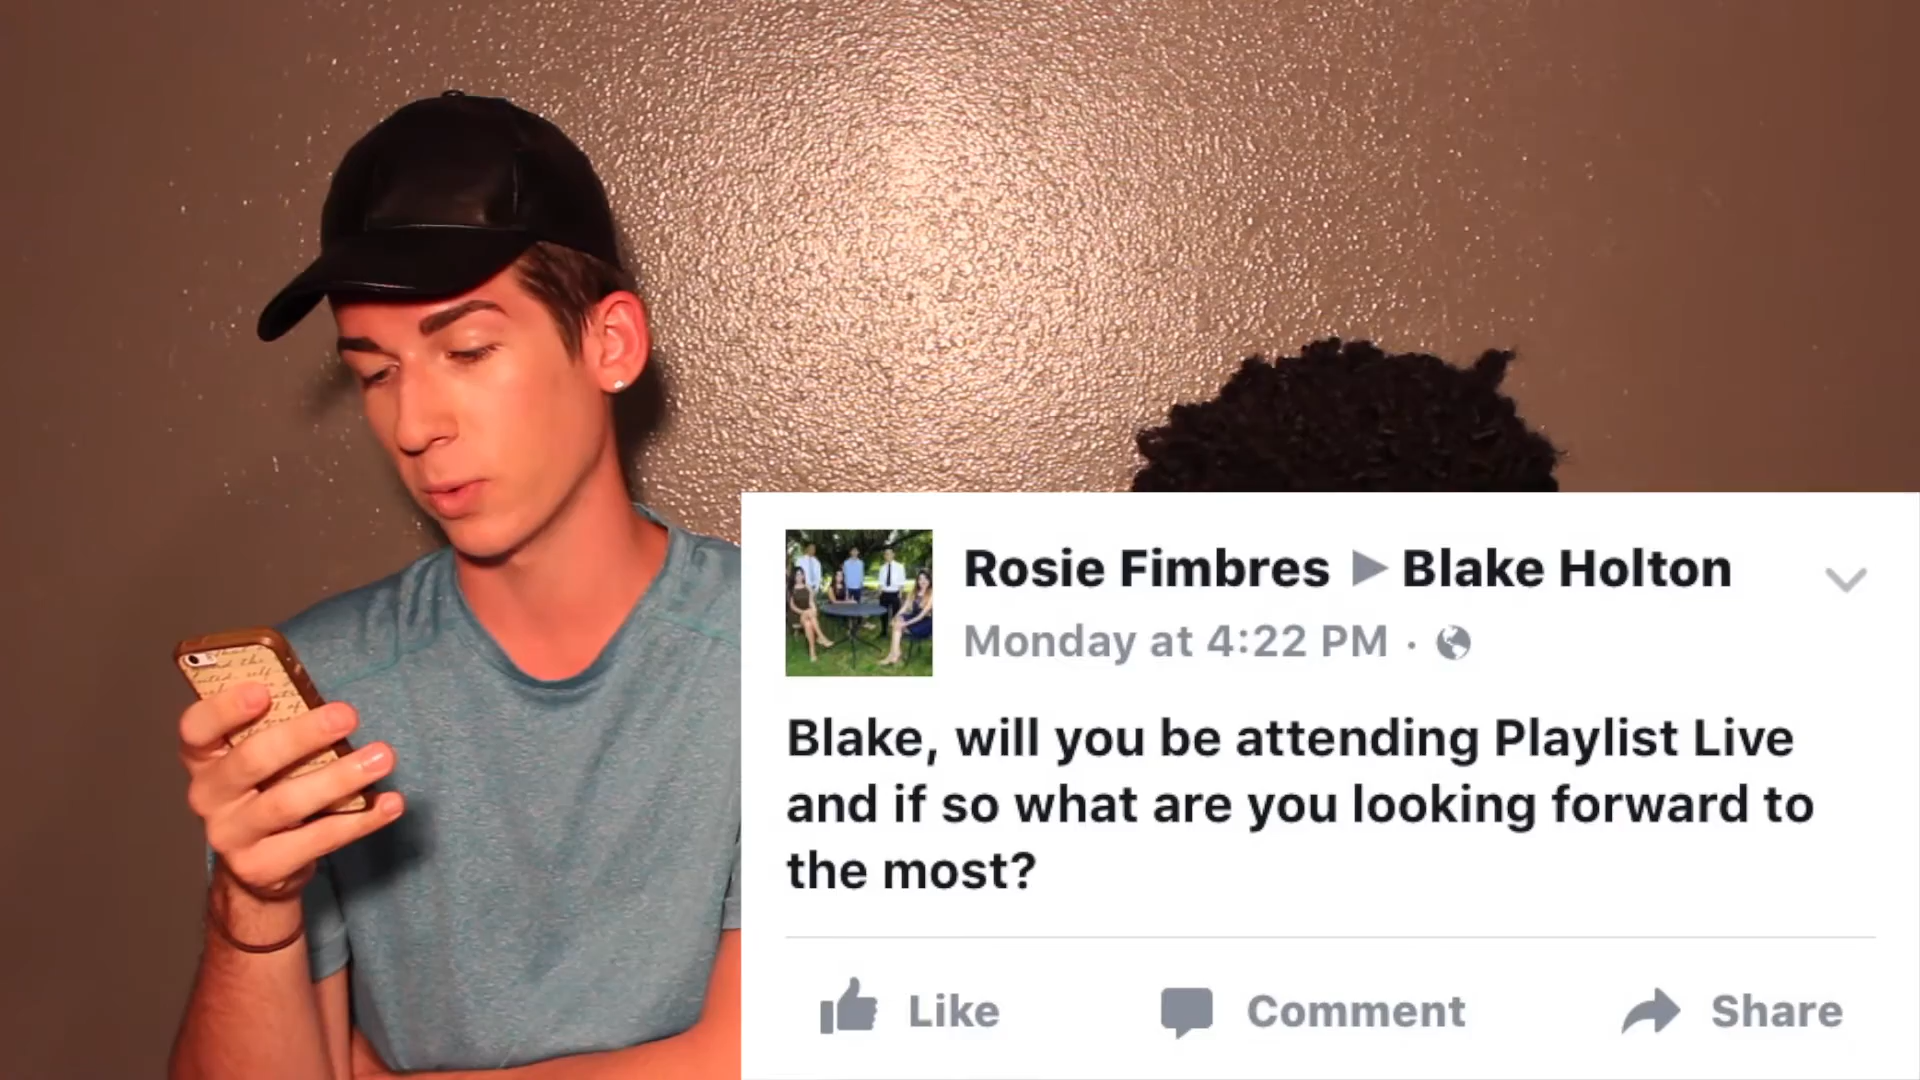 Rosie Fimbres ▶ Blake Holton
Monday at 4:22 PM ·
Blake, will you be attending Playlist Live
and if so what are you looking forward to
the most?
Like Comment Share